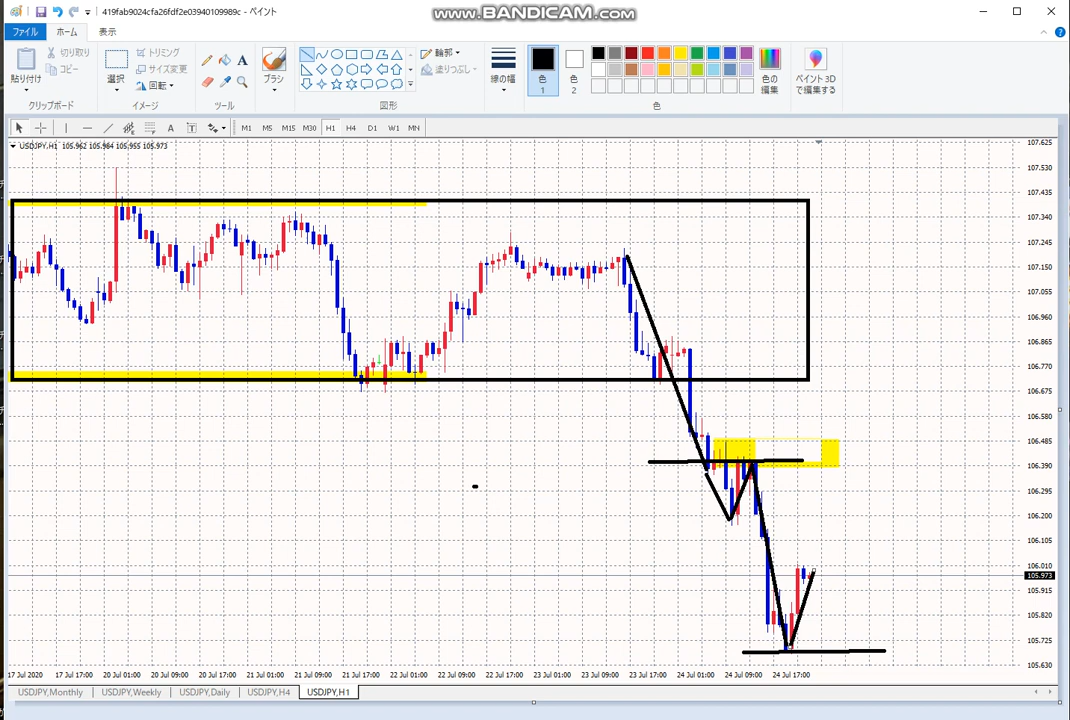 419fab9024cfa26fdf2e03940109989c - ペイント
www.BANDICAM.com
ファイル ホーム 表示
貼り付け
切り取り
コピー
クリップボード
選択
トリミング
サイズ変更
回転
イメージ
A
ツール
ブラシ
輪郭
塗りつぶし
図形
線の幅
色
1
色
2
色の
編集
色
ペイント 3D
で編集する
A T M1 M5 M15 M30 H1 H4 D1 W1 MN
USDJPY,H1 105.962 105.984 105.955 105.973
107.625
107.530
107.435
107.340
107.245
107.150
107.055
106.960
106.865
106.770
106.675
106.580
106.485
106.390
106.295
106.200
106.105
106.010
105.973
105.915
105.820
105.725
105.630
17 Jul 2020 17 Jul 17:00 20 Jul 01:00 20 Jul 09:00 20 Jul 17:00 21 Jul 01:00 21 Jul 09:00 21 Jul 17:00 22 Jul 01:00 22 Jul 09:00 22 Jul 17:00 23 Jul 01:00 23 Jul 09:00 23 Jul 17:00 24 Jul 01:00 24 Jul 09:00 24 Jul 17:00
USDJPY,Monthly USDJPY,Weekly USDJPY,Daily USDJPY,H4 USDJPY,H1